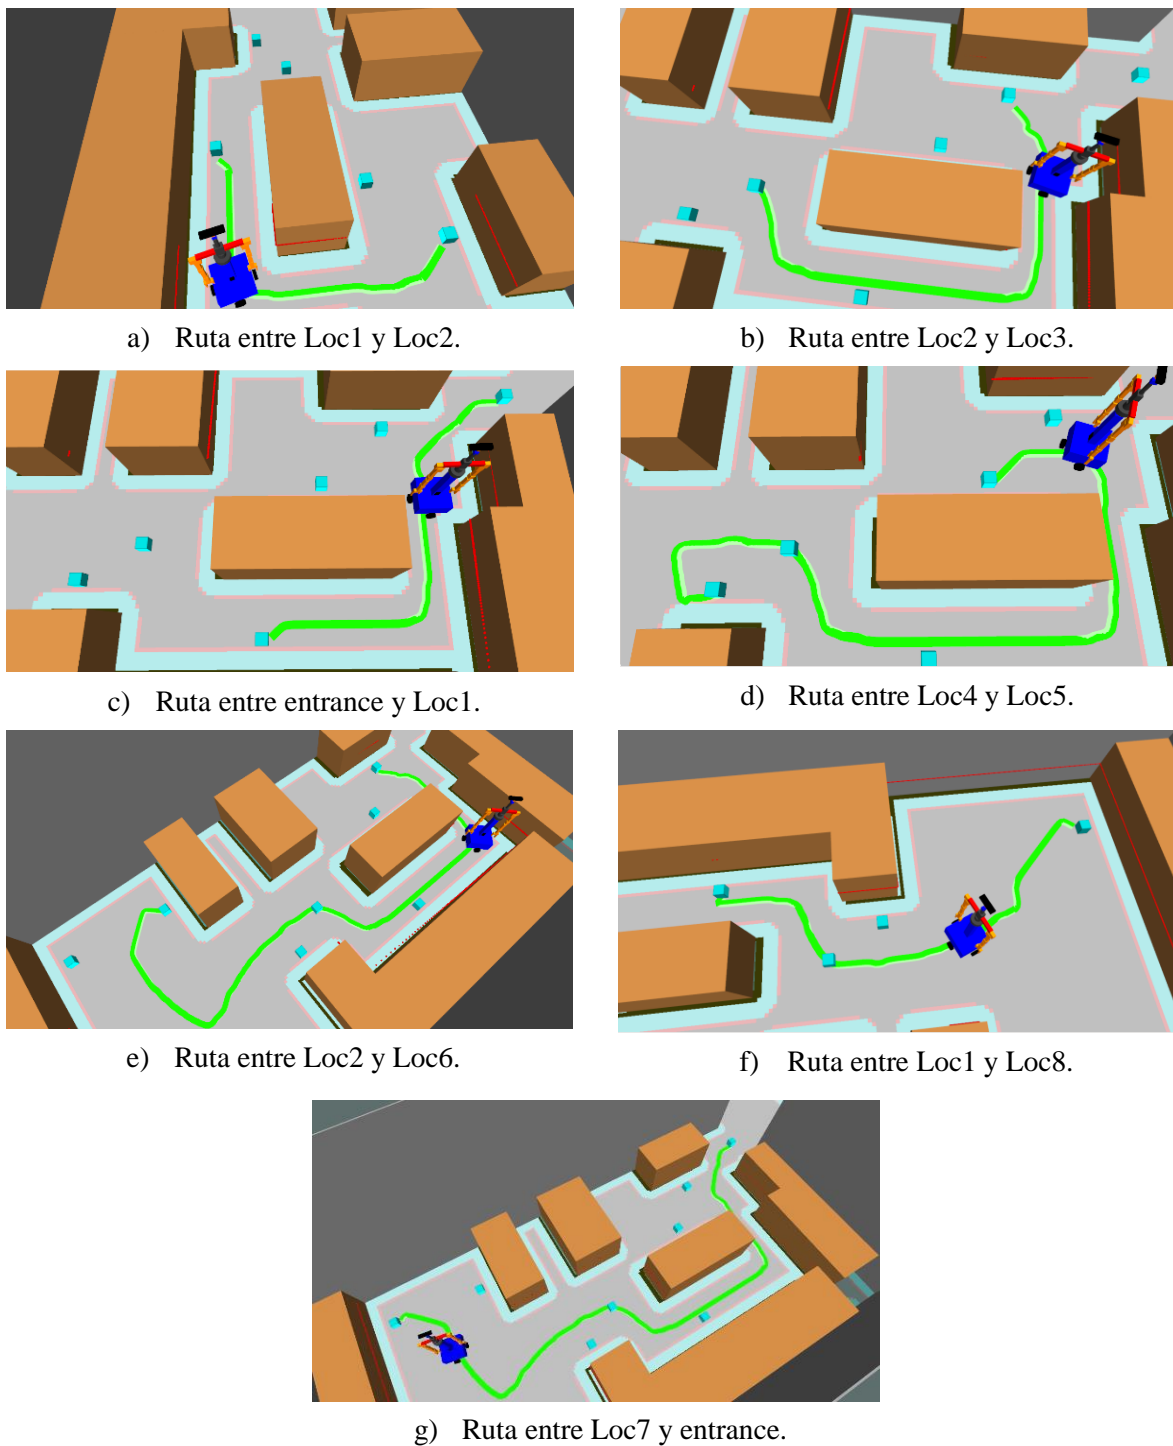 a) Ruta entre Loc1 y Loc2.
b) Ruta entre Loc2 y Loc3.
c) Ruta entre entrance y Loc1.
d) Ruta entre Loc4 y Loc5.
e) Ruta entre Loc2 y Loc6.
f) Ruta entre Loc1 y Loc8.
g) Ruta entre Loc7 y entrance.